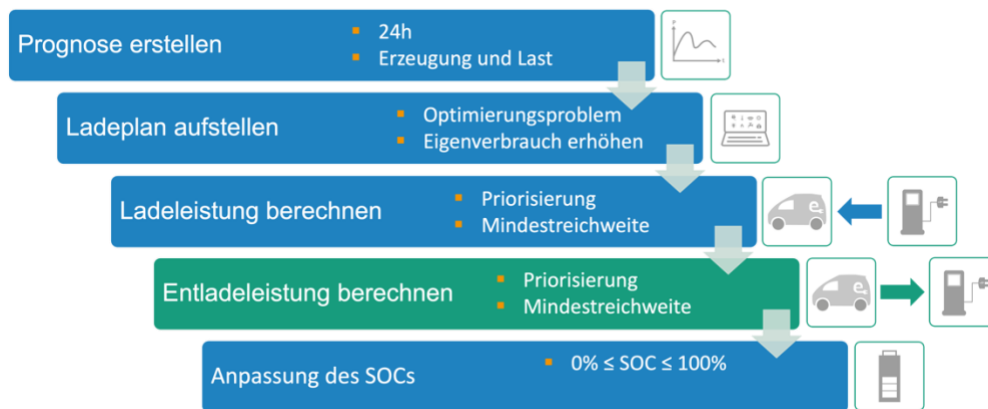 Prognose erstellen
▪ 24h
▪ Erzeugung und Last
P
t
Ladeplan aufstellen
▪ Optimierungsproblem
▪ Eigenverbrauch erhöhen
Ladeleistung berechnen
▪ Priorisierung
▪ Mindestreichweite
e
Entladeleistung berechnen
▪ Priorisierung
▪ Mindestreichweite
e
Anpassung des SOCs
▪ 0% ≤ SOC ≤ 100%